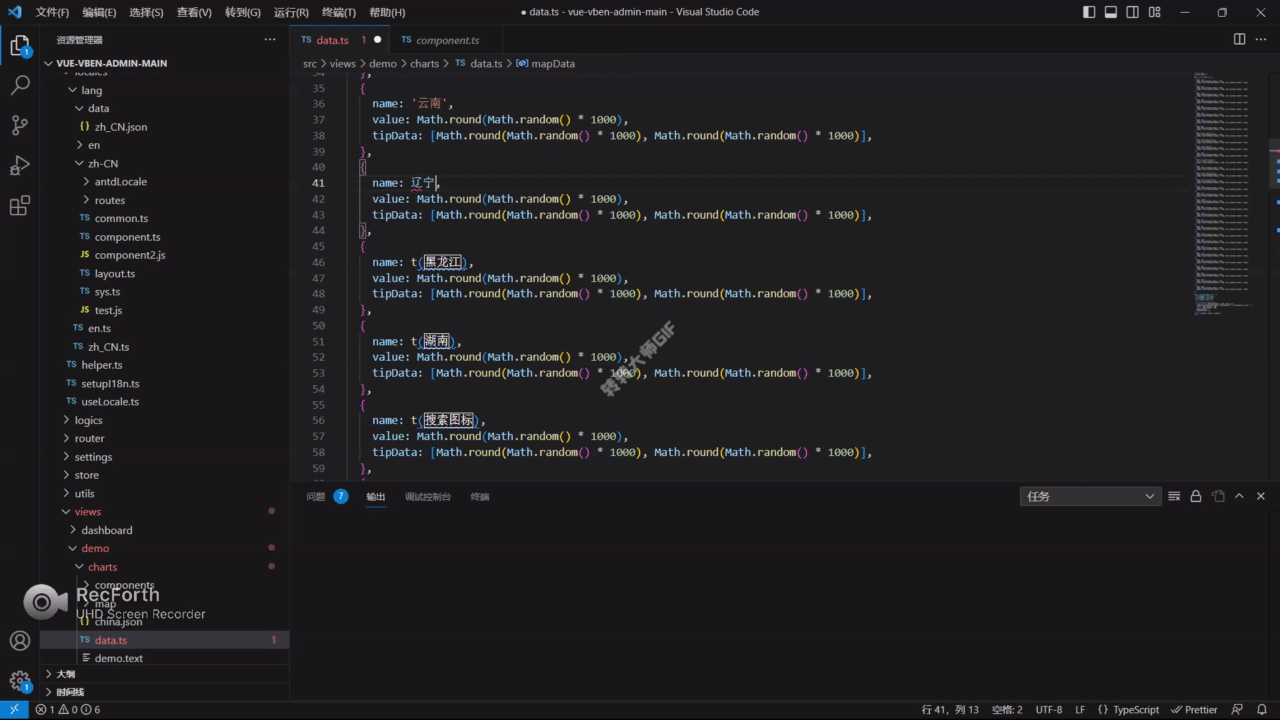 文件(F) 编辑(E) 选择(S) 查看(V) 转到(G) 运行(R) 终端(T) 帮助(H) ● data.ts - vue-vben-admin-main - Visual Studio Code
资源管理器
TS data.ts 1
TS component.ts
src > views > demo > charts > TS data.ts > mapData
VUE-VBEN-ADMIN-MAIN
locales
lang
data
{} zh_CN.json
en
zh-CN
antdLocale
routes
TS common.ts
TS component.ts
JS component2.js
TS layout.ts
TS sys.ts
JS test.js
TS en.ts
TS zh_CN.ts
TS helper.ts
TS setupI18n.ts
TS useLocale.ts
logics
router
settings
store
utils
views
dashboard
demo
charts
components
map
{} china.json
TS data.ts 1
demo.text
大纲
时间线
34 },
35 {
36 name: '云南',
37 value: Math.round(Math.random() * 1000),
38 tipData: [Math.round(Math.random() * 1000), Math.round(Math.random() * 1000)],
39 },
40 {
41 name: 辽宁,
42 value: Math.round(Math.random() * 1000),
43 tipData: [Math.round(Math.random() * 1000), Math.round(Math.random() * 1000)],
44 },
45 {
46 name: t(黑龙江),
47 value: Math.round(Math.random() * 1000),
48 tipData: [Math.round(Math.random() * 1000), Math.round(Math.random() * 1000)],
49 },
50 {
51 name: t(湖南),
52 value: Math.round(Math.random() * 1000),
53 tipData: [Math.round(Math.random() * 1000), Math.round(Math.random() * 1000)],
54 },
55 {
56 name: t(搜索图标),
57 value: Math.round(Math.random() * 1000),
58 tipData: [Math.round(Math.random() * 1000), Math.round(Math.random() * 1000)],
59 },
转转大师GIF
问题 7 输出 调试控制台 终端 任务
RecForth
UHD Screen Recorder
1
1
1 0 6 行 41，列 13 空格: 2 UTF-8 LF {} TypeScript Prettier